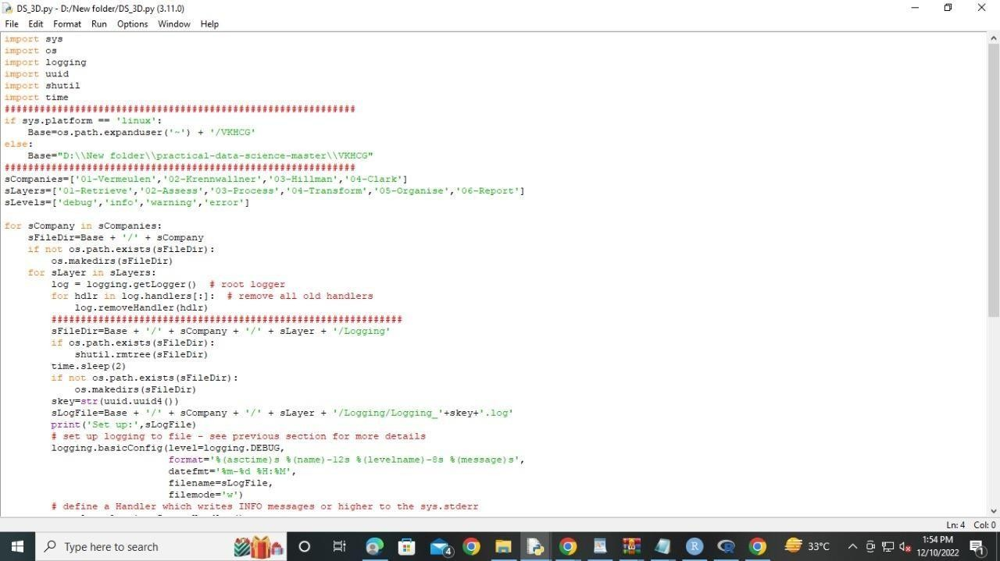 DS_3D.py - D:/New folder/DS_3D.py (3.11.0)
File Edit Format Run Options Window Help
import sys
import os
import logging
import uuid
import shutil
import time
############################################################
if sys.platform == 'linux':
    Base=os.path.expanduser('~') + '/VKHCG'
else:
    Base="D:\\New folder\\practical-data-science-master\\VKHCG"
############################################################
sCompanies=['01-Vermeulen','02-Krennwallner','03-Hillman','04-Clark']
sLayers=['01-Retrieve','02-Assess','03-Process','04-Transform','05-Organise','06-Report']
sLevels=['debug','info','warning','error']
for sCompany in sCompanies:
    sFileDir=Base + '/' + sCompany
    if not os.path.exists(sFileDir):
        os.makedirs(sFileDir)
    for sLayer in sLayers:
        log = logging.getLogger()  # root logger
        for hdlr in log.handlers[:]:  # remove all old handlers
            log.removeHandler(hdlr)
        ############################################################
        sFileDir=Base + '/' + sCompany + '/' + sLayer + '/Logging'
        if os.path.exists(sFileDir):
            shutil.rmtree(sFileDir)
        time.sleep(2)
        if not os.path.exists(sFileDir):
            os.makedirs(sFileDir)
        skey=str(uuid.uuid4())
        sLogFile=Base + '/' + sCompany + '/' + sLayer + '/Logging/Logging_'+skey+'.log'
        print('Set up:',sLogFile)
        # set up logging to file - see previous section for more details
        logging.basicConfig(level=logging.DEBUG,
                            format='%(asctime)s %(name)-12s %(levelname)-8s %(message)s',
                            datefmt='%m-%d %H:%M',
                            filename=sLogFile,
                            filemode='w')
        # define a Handler which writes INFO messages or higher to the sys.stderr
Ln: 4 Col: 0
Type here to search
4
R
R
33°C
1:54 PM
12/10/2022
1